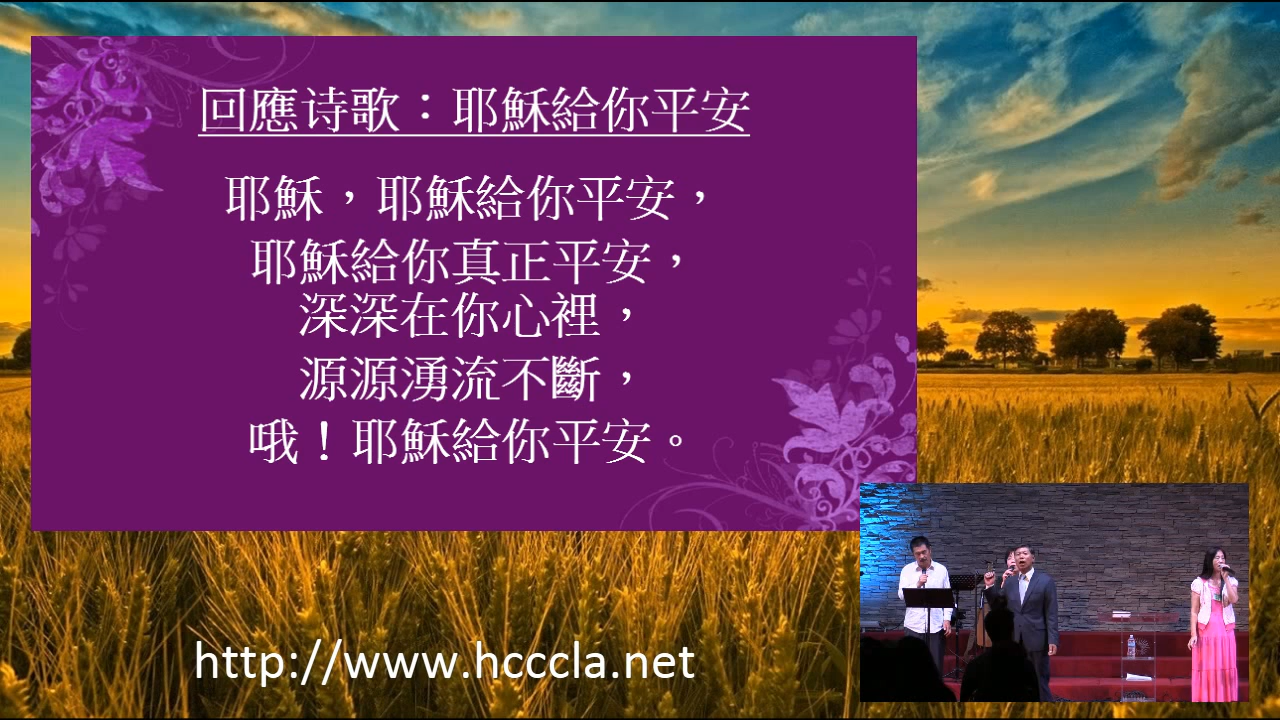 回應诗歌：耶穌給你平安
耶穌，耶穌給你平安，
耶穌給你真正平安，
深深在你心裡，
源源湧流不斷，
哦！耶穌給你平安。
http://www.hcccla.net